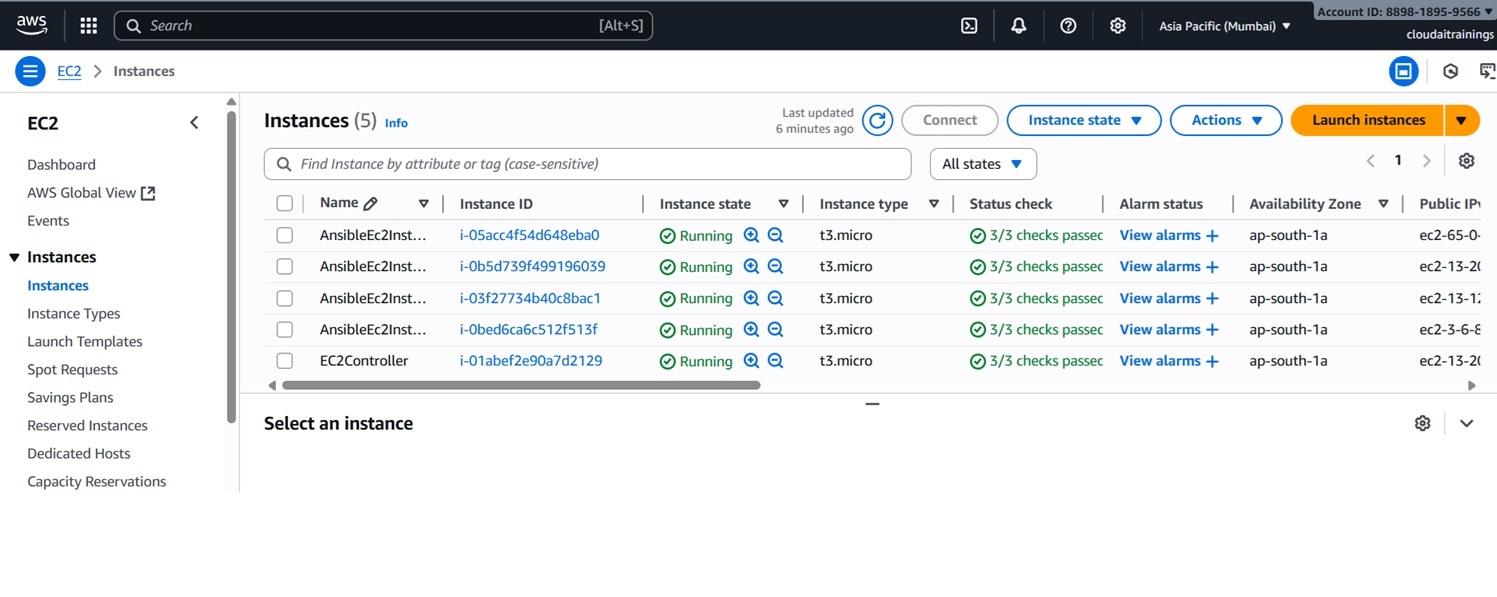 aws
Search [Alt+S]
Asia Pacific (Mumbai)
Account ID: 8898-1895-9566
cloudaitrainings
EC2 Instances
EC2
Dashboard
AWS Global View
Events
Instances
Instances
Instance Types
Launch Templates
Spot Requests
Savings Plans
Reserved Instances
Dedicated Hosts
Capacity Reservations
Instances (5) Info
Last updated
6 minutes ago
Connect Instance state Actions Launch instances
Find Instance by attribute or tag (case-sensitive) All states 1
Name Instance ID Instance state Instance type Status check Alarm status Availability Zone Public IPv
AnsibleEc2Inst... i-05acc4f54d648eba0 Running t3.micro 3/3 checks passec View alarms + ap-south-1a ec2-65-0-
AnsibleEc2Inst... i-0b5d739f499196039 Running t3.micro 3/3 checks passec View alarms + ap-south-1a ec2-13-20
AnsibleEc2Inst... i-03f27734b40c8bac1 Running t3.micro 3/3 checks passec View alarms + ap-south-1a ec2-13-12
AnsibleEc2Inst... i-0bed6ca6c512f513f Running t3.micro 3/3 checks passec View alarms + ap-south-1a ec2-3-6-8
EC2Controller i-01abef2e90a7d2129 Running t3.micro 3/3 checks passec View alarms + ap-south-1a ec2-13-20
Select an instance